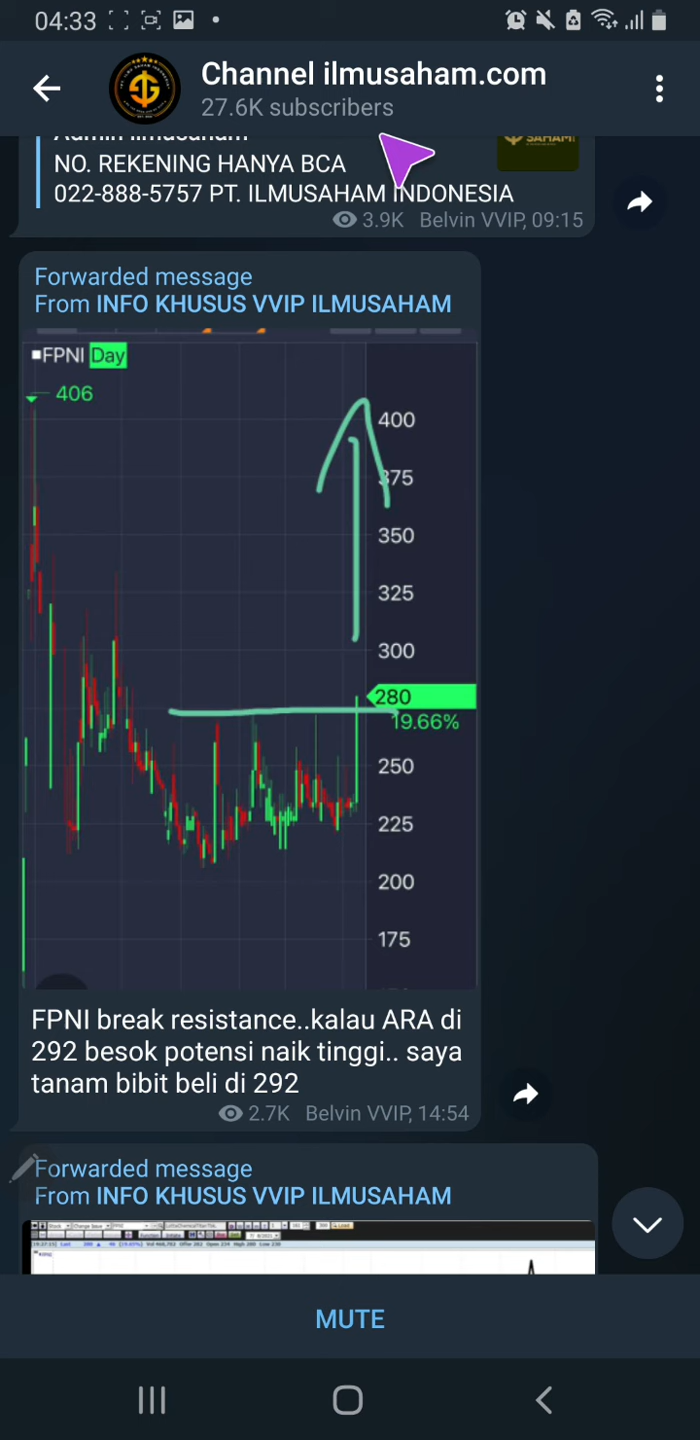 04:33
Channel ilmusaham.com
27.6K subscribers
Admin ilmusaham
SAHAM
NO. REKENING HANYA BCA
022-888-5757 PT. ILMUSAHAM INDONESIA
3.9K Belvin VVIP, 09:15
Forwarded message
From INFO KHUSUS VVIP ILMUSAHAM
FPNI Day
406
400
375
350
325
300
280
19.66%
250
225
200
175
FPNI break resistance..kalau ARA di
292 besok potensi naik tinggi.. saya
tanam bibit beli di 292
2.7K Belvin VVIP, 14:54
Forwarded message
From INFO KHUSUS VVIP ILMUSAHAM
MUTE